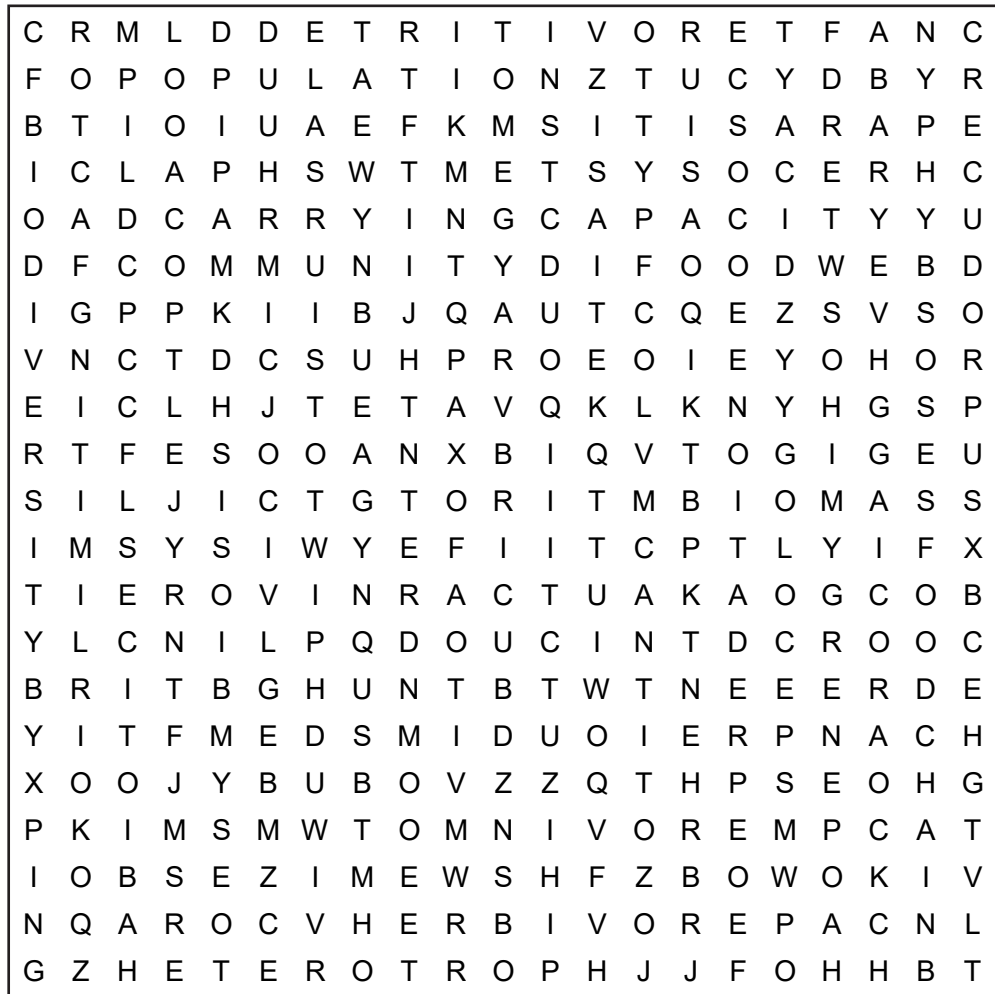 C R M L D D E T R I T I V O R E T F A N C
F O P O P U L A T I O N Z T U C Y D B Y R
B T I O I U A E F K M S I T I S A R A P E
I C L A P H S W T M E T S Y S O C E R H C
O A D C A R R Y I N G C A P A C I T Y Y U
D F C O M M U N I T Y D I F O O D W E B D
I G P P K I I B J Q A U T C Q E Z S V S O
V N C T D C S U H P R O E O I E Y O H O R
E I C L H J T E T A V Q K L K N Y H G S P
R T F E S O O A N X B I Q V T O G I G E U
S I L J I C T G T O R I T M B I O M A S S
I M S Y S I W Y E F I I T C P T L Y I F X
T I E R O V I N R A C T U A K A O G C O B
Y L C N I L P Q D O U C I N T D C R O O C
B R I T B G H U N T B T W T N E E E R D E
Y I T F M E D S M I D U O I E R P N A C H
X O O J Y B U B O V Z Z Q T H P S E O H G
P K I M S M W T O M N I V O R E M P C A T
I O B S E Z I M E W S H F Z B O W O K I V
N Q A R O C V H E R B I V O R E P A C N L
G Z H E T E R O T R O P H J J F O H H B T